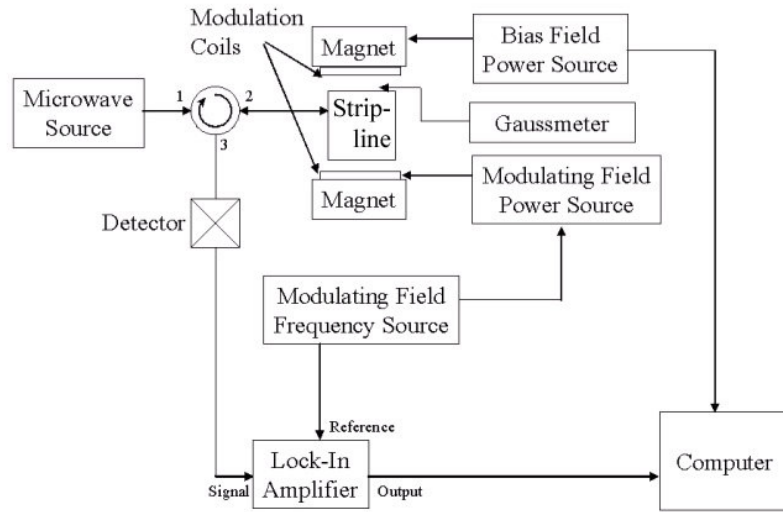 Modulation
Coils
Magnet
Bias Field
Power Source
Microwave
Source
1
2
3
Strip-
line
Gaussmeter
Magnet
Modulating Field
Power Source
Detector
Modulating Field
Frequency Source
Reference
Lock-In
Amplifier
Signal
Output
Computer